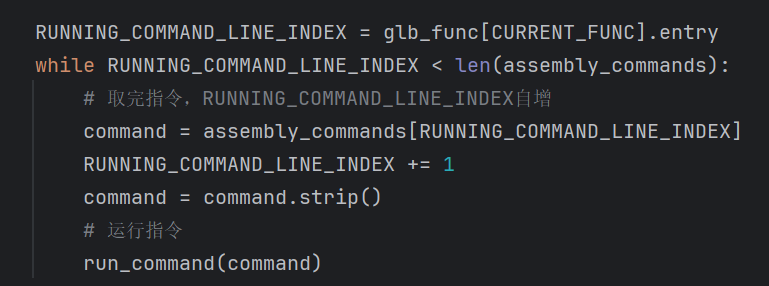 RUNNING_COMMAND_LINE_INDEX = glb_func[CURRENT_FUNC].entry
while RUNNING_COMMAND_LINE_INDEX < len(assembly_commands):
# 取完指令，RUNNING_COMMAND_LINE_INDEX自增
command = assembly_commands[RUNNING_COMMAND_LINE_INDEX]
RUNNING_COMMAND_LINE_INDEX += 1
command = command.strip()
# 运行指令
run_command(command)